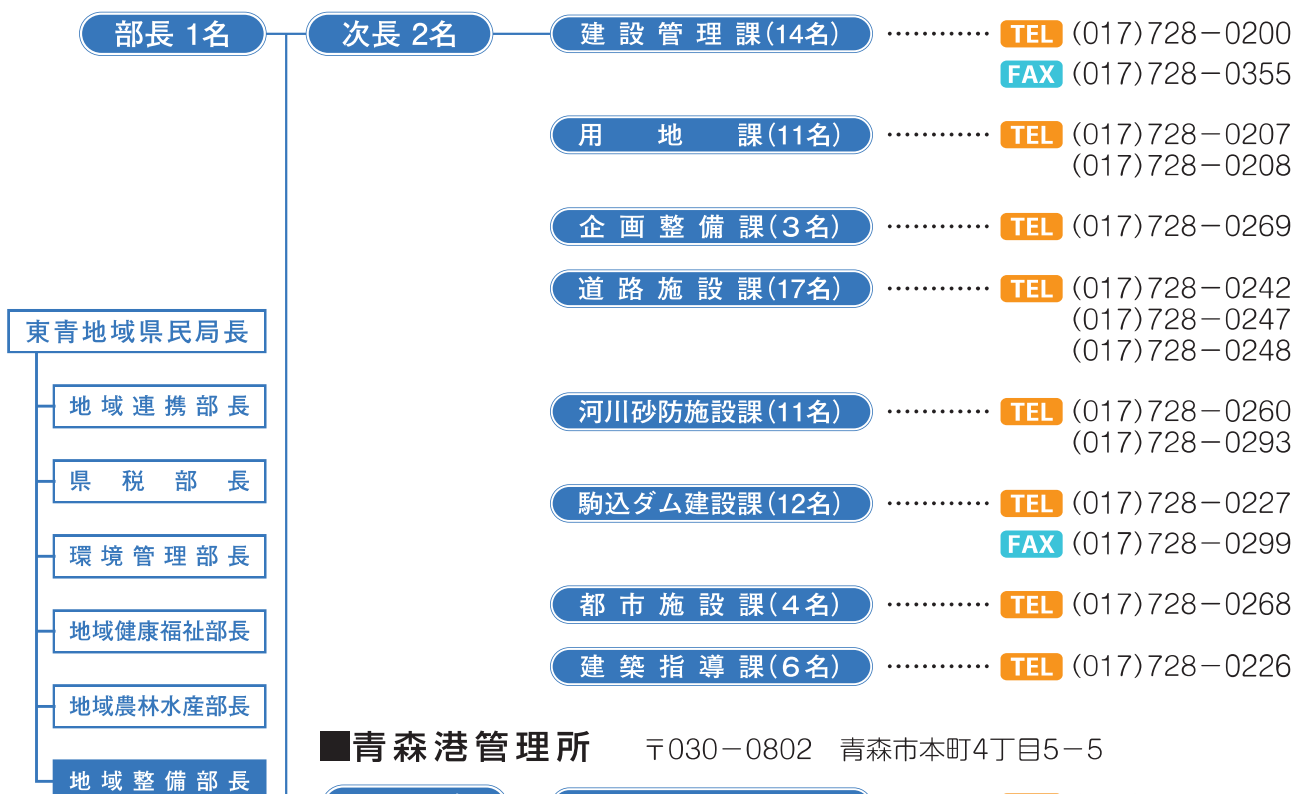 部長 1名
次長 2名
建設管理課(14名) ………… TEL (017)728−0200
FAX (017)728−0355
用地課(11名) ………… TEL (017)728−0207
(017)728−0208
企画整備課(3名) ………… TEL (017)728−0269
道路施設課(17名) ………… TEL (017)728−0242
(017)728−0247
(017)728−0248
河川砂防施設課(11名) ………… TEL (017)728−0260
(017)728−0293
駒込ダム建設課(12名) ………… TEL (017)728−0227
FAX (017)728−0299
都市施設課(4名) ………… TEL (017)728−0268
建築指導課(6名) ………… TEL (017)728−0226
東青地域県民局長
地域連携部長
県税部長
環境管理部長
地域健康福祉部長
地域農林水産部長
地域整備部長
■青森港管理所 〒030−0802 青森市本町4丁目5−5